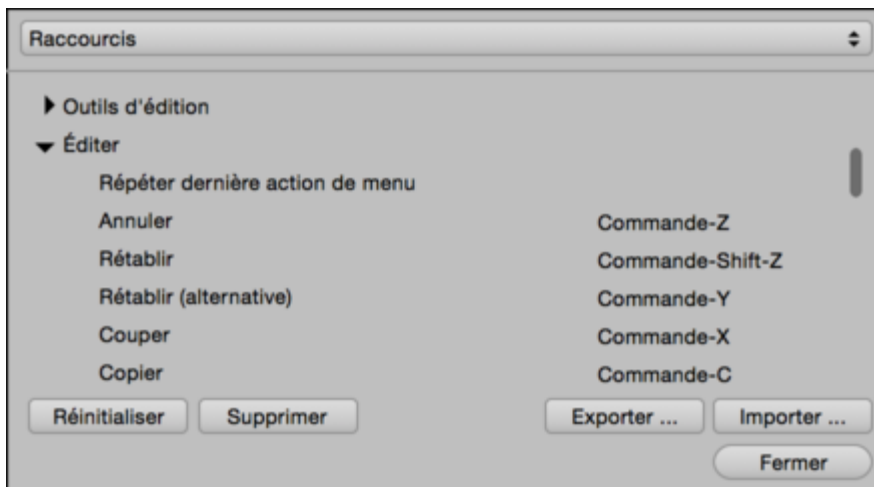 Raccourcis
Outils d'édition
Éditer
Répéter dernière action de menu
Annuler Commande-Z
Rétablir Commande-Shift-Z
Rétablir (alternative) Commande-Y
Couper Commande-X
Copier Commande-C
Réinitialiser Supprimer Exporter ... Importer ...
Fermer